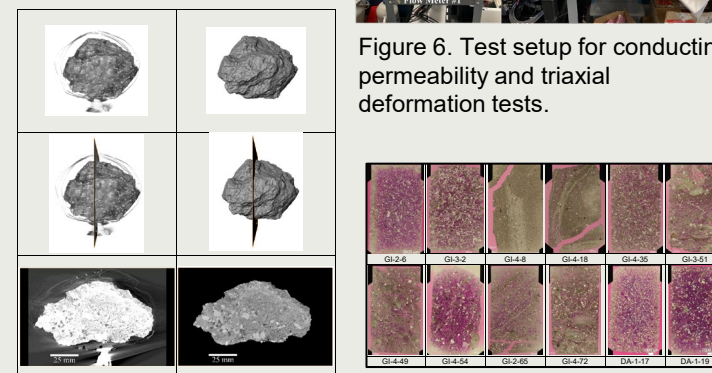 Flow Meter #1
Figure 6. Test setup for conductin
permeability and triaxial
deformation tests.
25 mm
25 mm
GI-2-6
GI-3-2
GI-4-8
GI-4-18
GI-4-35
GI-3-51
GI-4-49
GI-4-54
GI-2-65
GI-4-72
DA-1-17
DA-1-19